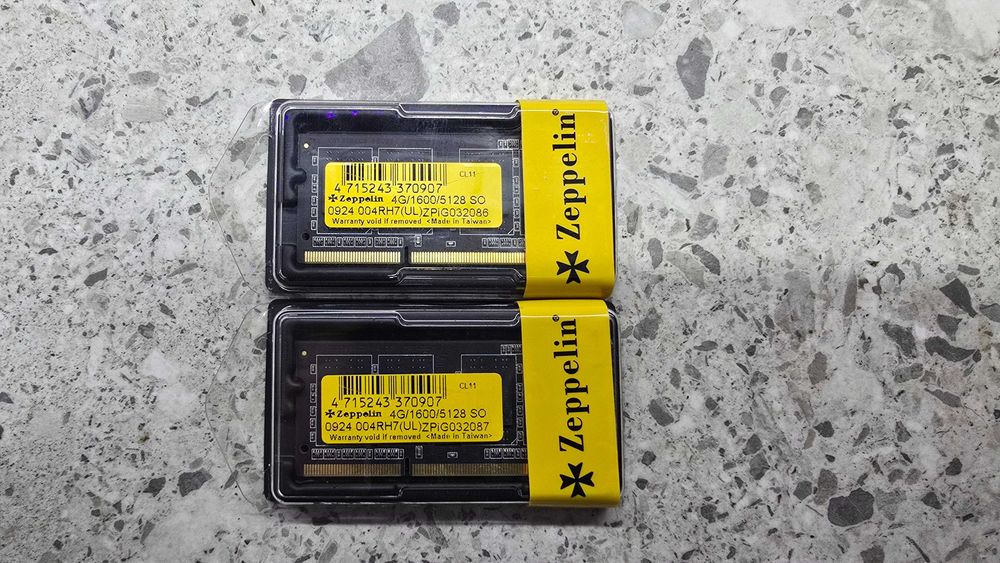 CL11
4 715243 370907
Zeppelin 4G/1600/5128 SO
0924 004RH7(UL)ZPiG032086
Warranty void if removed <Made in Taiwan>
Zeppelin®
CL11
4 715243 370907
Zeppelin 4G/1600/5128 SO
0924 004RH7(UL)ZPiG032087
Warranty void if removed <Made in Taiwan>
Zeppelin®